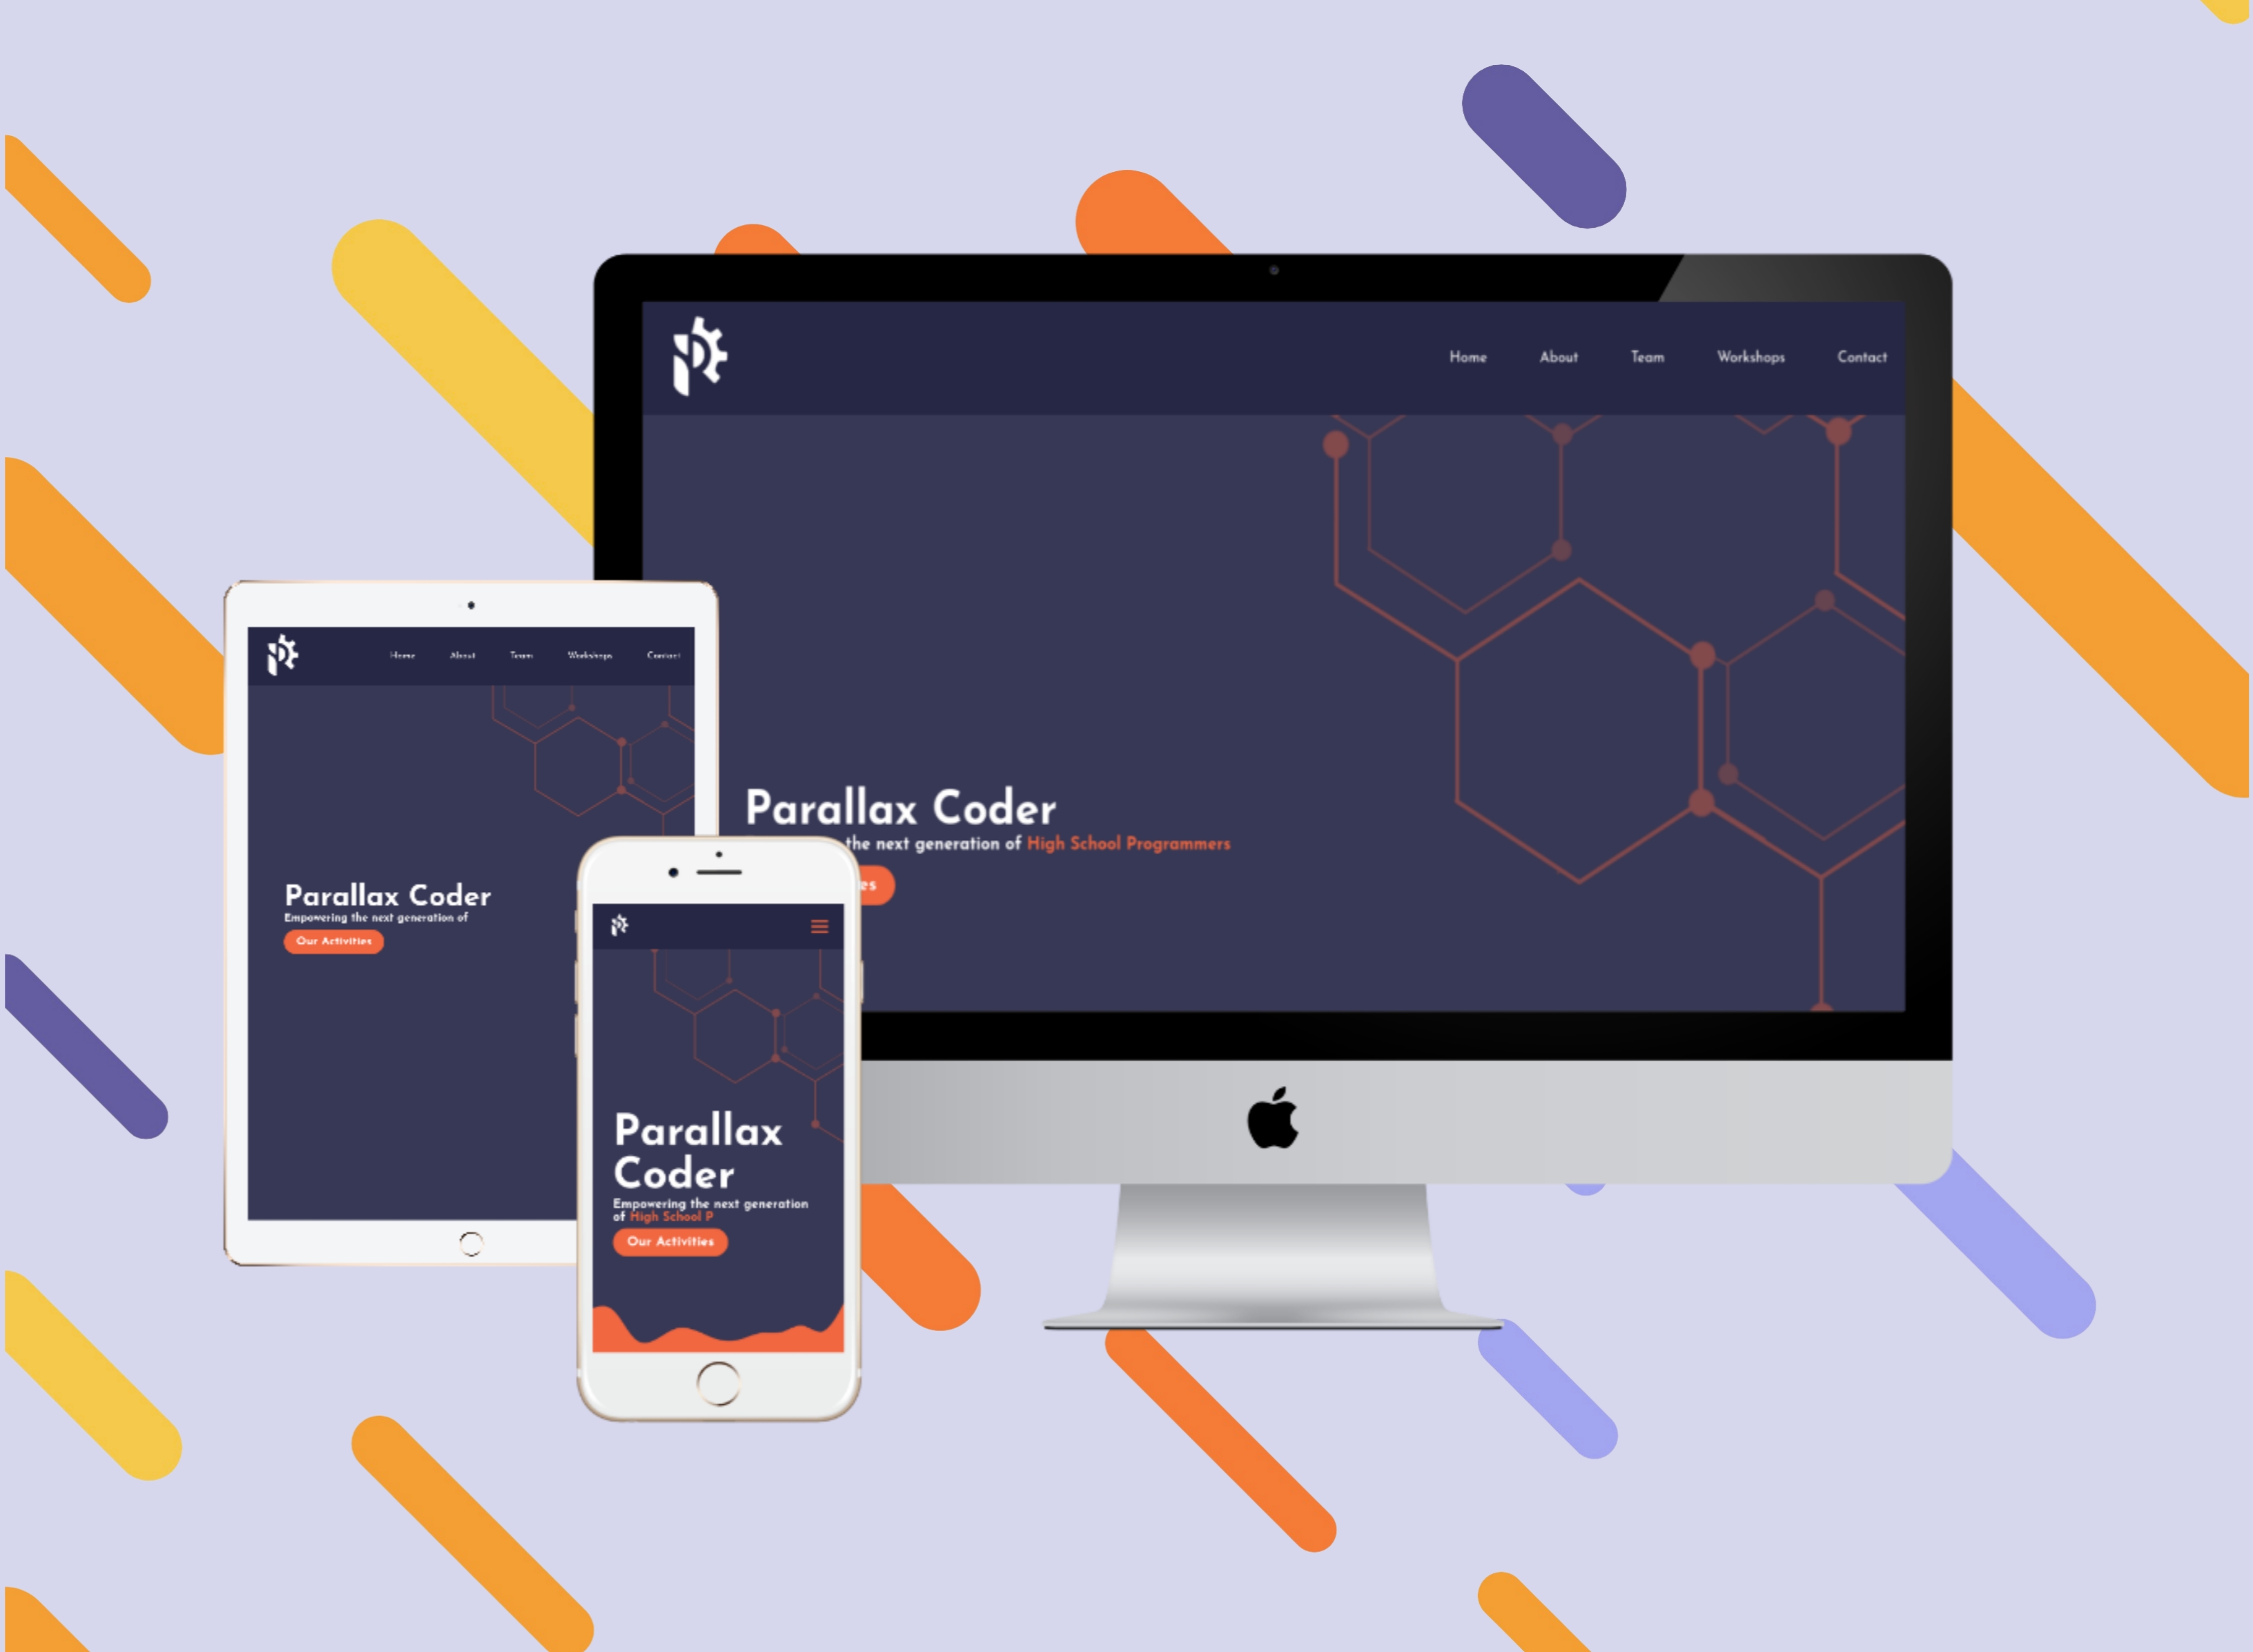 Home About Team Workshops Contact
Parallax Coder
the next generation of High School Programmers
es
Home About Team Workshops Contact
Parallax Coder
Empowering the next generation of
Our Activities
Parallax
Coder
Empowering the next generation
of High School P
Our Activities